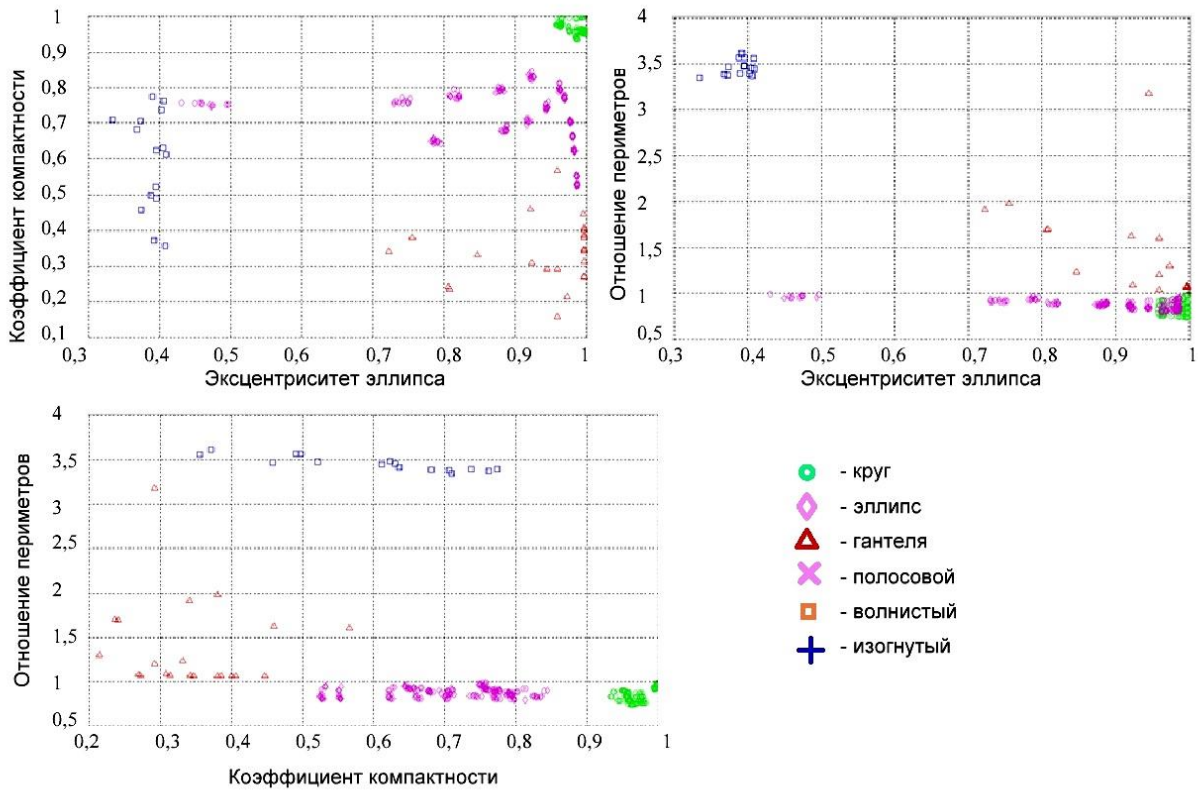 Коэффициент компактности
1
0,9
0,8
0,7
0,6
0,5
0,4
0,3
0,2
0,1
0,3 0,4 0,5 0,6 0,7 0,8 0,9 1
Эксцентриситет эллипса
Отношение периметров
4
3,5
3
2,5
2
1,5
1
0,5
0,3 0,4 0,5 0,6 0,7 0,8 0,9 1
Эксцентриситет эллипса
Отношение периметров
4
3,5
3
2,5
2
1,5
1
0,5
0,2 0,3 0,4 0,5 0,6 0,7 0,8 0,9 1
Коэффициент компактности
- круг
- эллипс
- гантеля
- полосовой
- волнистый
- изогнутый